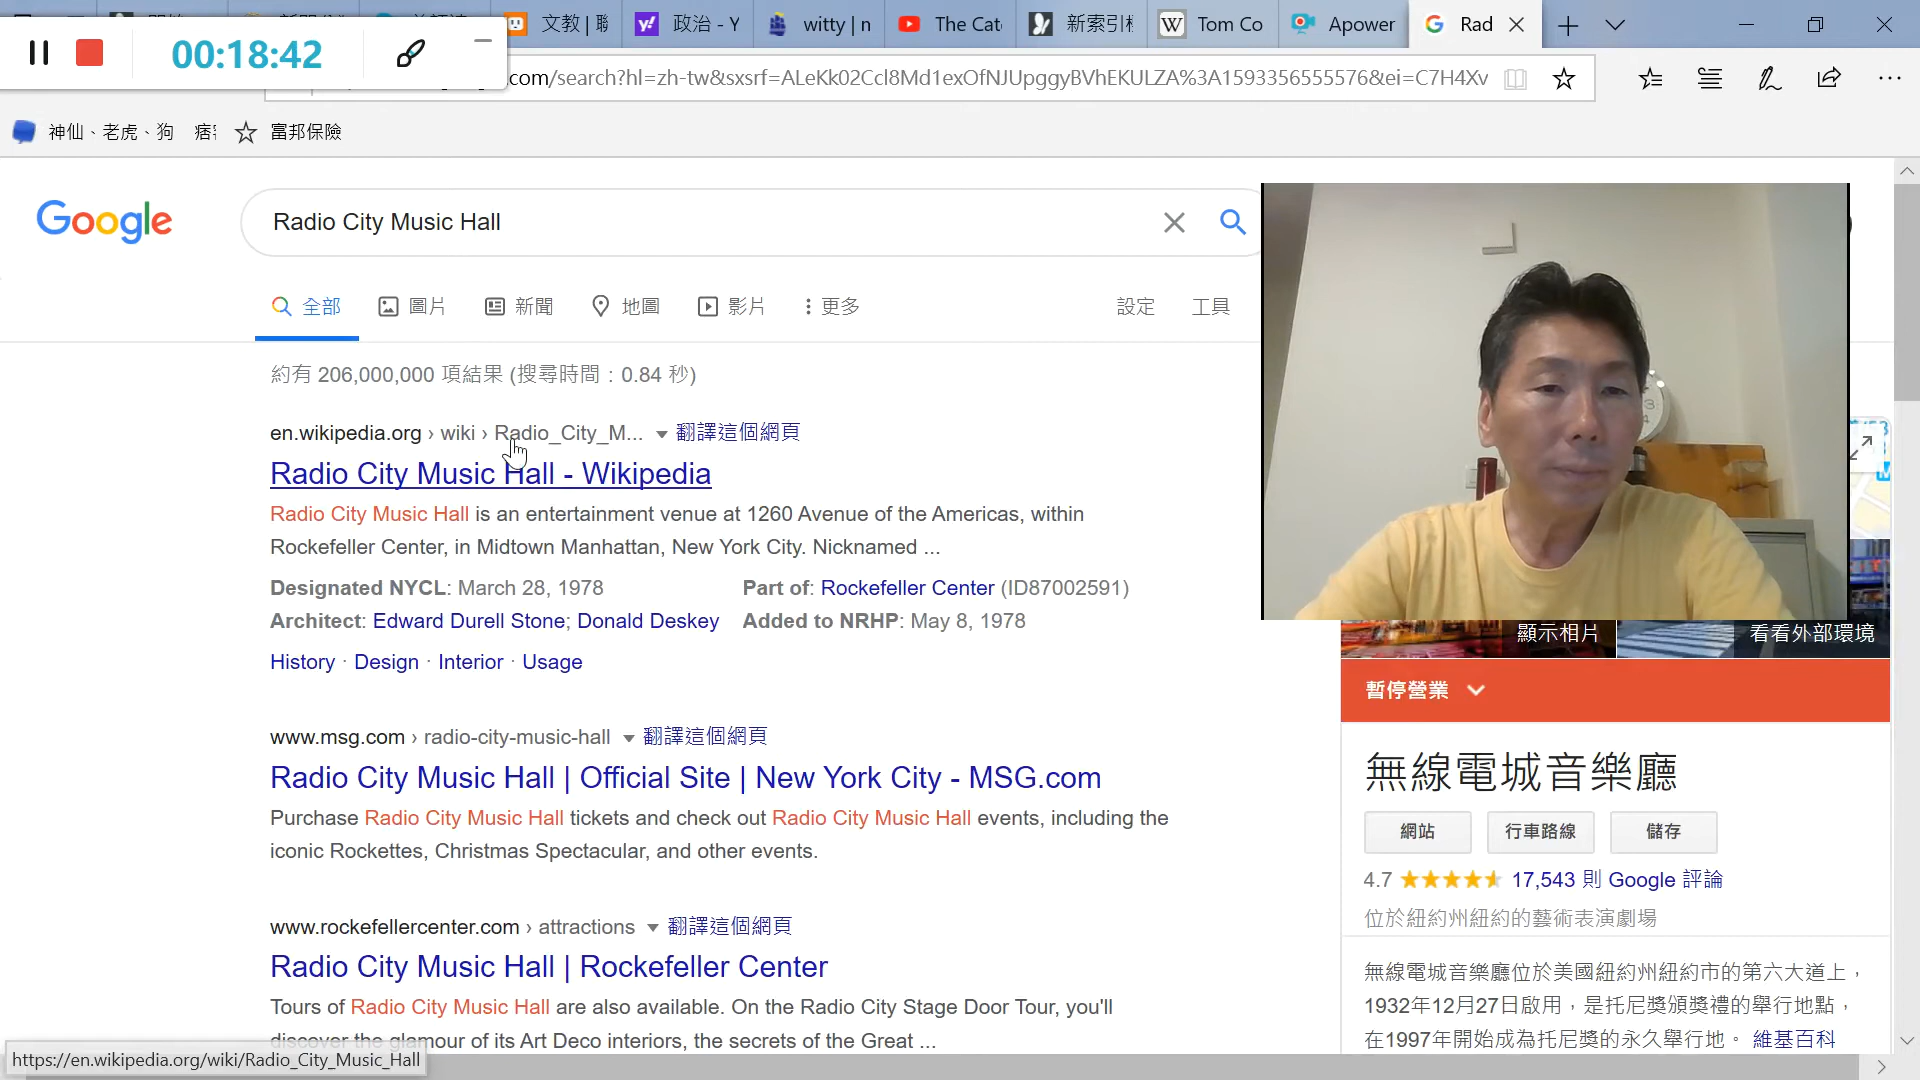 00:18:42
文教 | 聯
政治 - Y
witty | n
The Cat
新索引梯
Tom Co
Apower
Rad
.com/search?hl=zh-tw&sxsrf=ALeKk02Ccl8Md1exOfNJUpggyBVhEKULZA%3A1593356555576&ei=C7H4Xv
神仙、老虎、狗 痞客
富邦保險
Google
Radio City Music Hall
全部 圖片 新聞 地圖 影片 更多 設定 工具
約有 206,000,000 項結果 (搜尋時間:0.84 秒)
en.wikipedia.org › wiki › Radio_City_M... 翻譯這個網頁
Radio City Music Hall - Wikipedia
Radio City Music Hall is an entertainment venue at 1260 Avenue of the Americas, within
Rockefeller Center, in Midtown Manhattan, New York City. Nicknamed ...
Designated NYCL: March 28, 1978 Part of: Rockefeller Center (ID87002591)
Architect: Edward Durell Stone; Donald Deskey Added to NRHP: May 8, 1978
History · Design · Interior · Usage
www.msg.com › radio-city-music-hall 翻譯這個網頁
Radio City Music Hall | Official Site | New York City - MSG.com
Purchase Radio City Music Hall tickets and check out Radio City Music Hall events, including the
iconic Rockettes, Christmas Spectacular, and other events.
www.rockefellercenter.com › attractions 翻譯這個網頁
Radio City Music Hall | Rockefeller Center
Tours of Radio City Music Hall are also available. On the Radio City Stage Door Tour, you'll
discover the glamour of its Art Deco interiors, the secrets of the Great ...
https://en.wikipedia.org/wiki/Radio_City_Music_Hall
顯示相片 看看外部環境
暫停營業
無線電城音樂廳
網站 行車路線 儲存
4.7 17,543 則 Google 評論
位於紐約州紐約的藝術表演劇場
無線電城音樂廳位於美國紐約州紐約市的第六大道上，
1932年12月27日啟用，是托尼獎頒獎禮的舉行地點，
在1997年開始成為托尼獎的永久舉行地。 維基百科